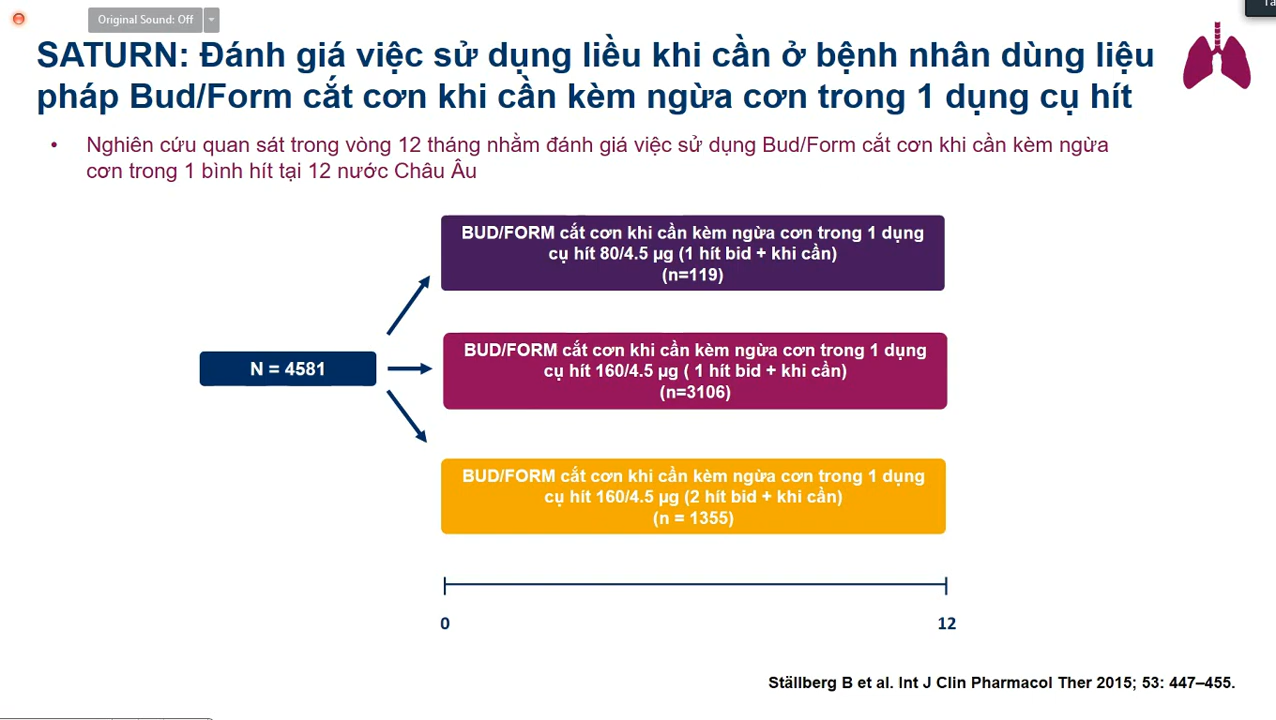 Original Sound: Off
SATURN: Đánh giá việc sử dụng liều khi cần ở bệnh nhân dùng liệu
pháp Bud/Form cắt cơn khi cần kèm ngừa cơn trong 1 dụng cụ hít
• Nghiên cứu quan sát trong vòng 12 tháng nhằm đánh giá việc sử dụng Bud/Form cắt cơn khi cần kèm ngừa
cơn trong 1 bình hít tại 12 nước Châu Âu
BUD/FORM cắt cơn khi cần kèm ngừa cơn trong 1 dụng
cụ hít 80/4.5 µg (1 hít bid + khi cần)
(n=119)
N = 4581
BUD/FORM cắt cơn khi cần kèm ngừa cơn trong 1 dụng
cụ hít 160/4.5 µg ( 1 hít bid + khi cần)
(n=3106)
BUD/FORM cắt cơn khi cần kèm ngừa cơn trong 1 dụng
cụ hít 160/4.5 µg (2 hít bid + khi cần)
(n = 1355)
0
12
Ställberg B et al. Int J Clin Pharmacol Ther 2015; 53: 447–455.